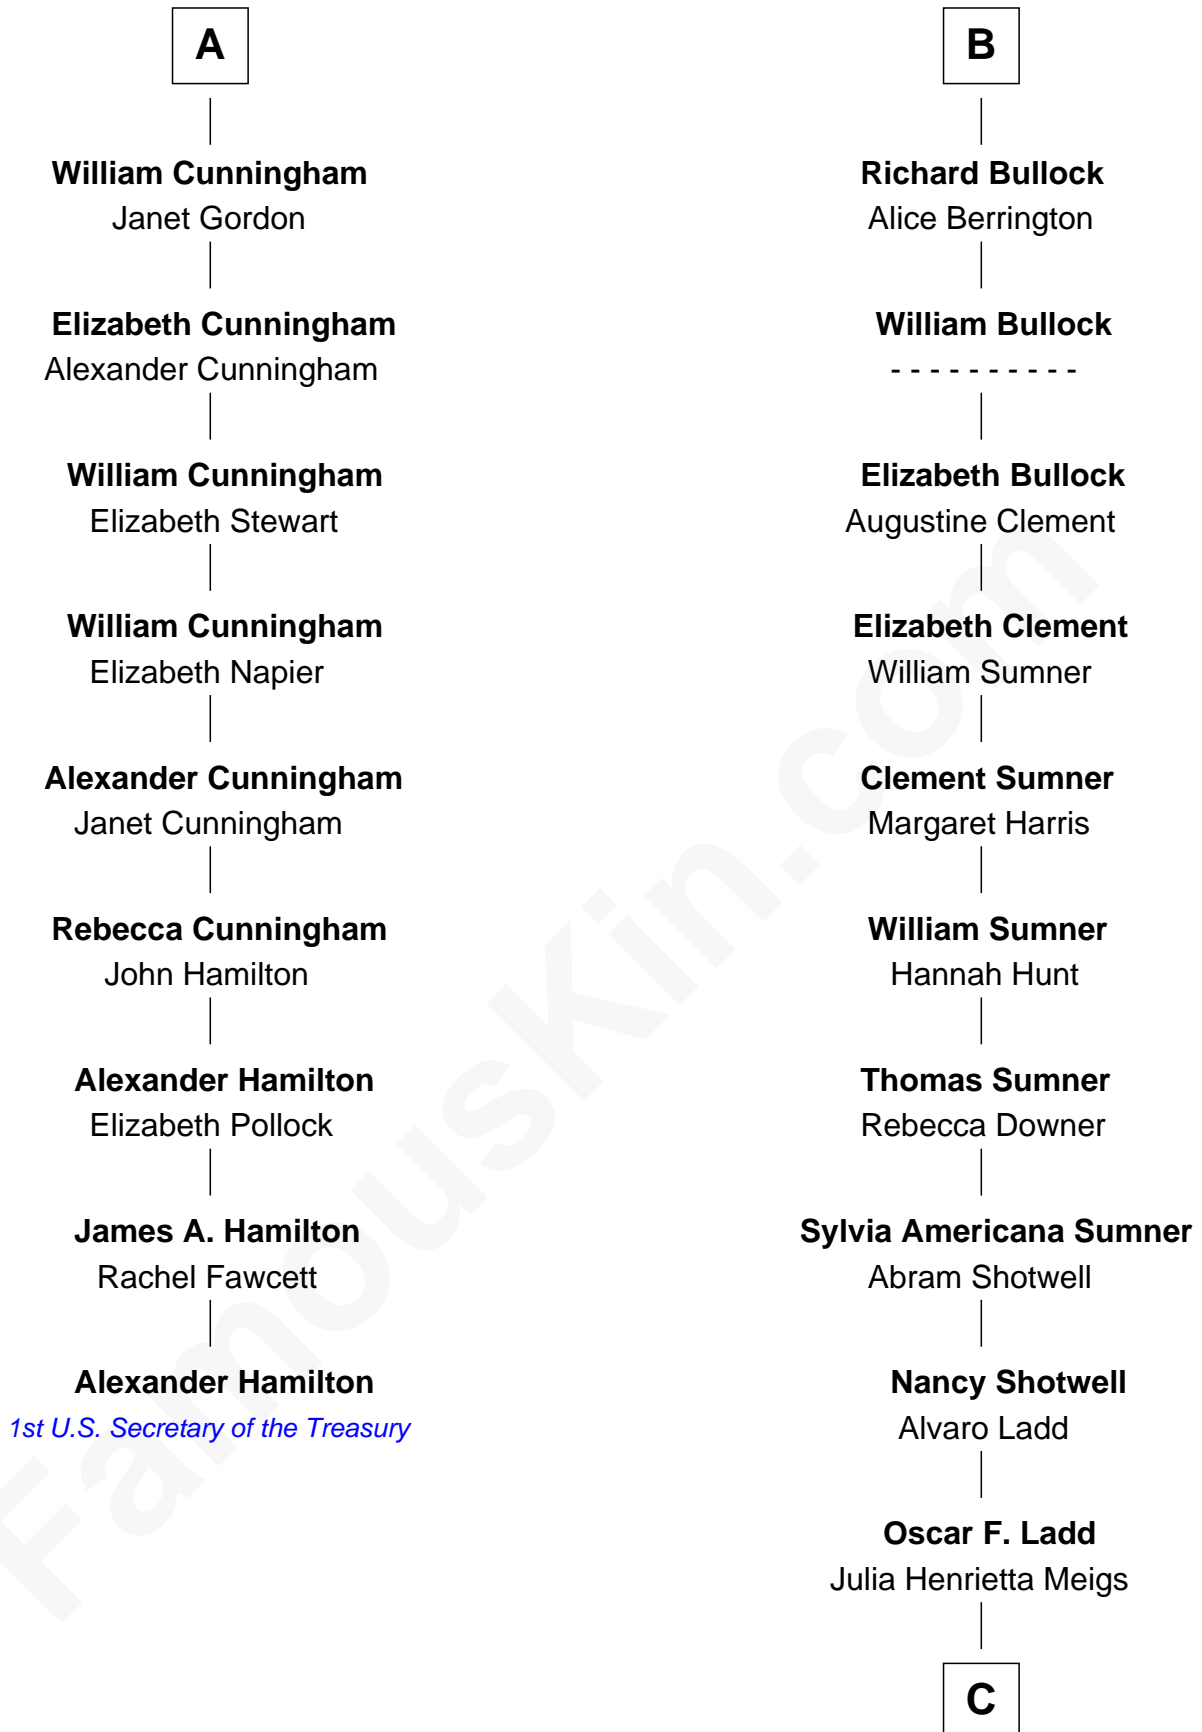 A
William Cunningham
Janet Gordon
Elizabeth Cunningham
Alexander Cunningham
William Cunningham
Elizabeth Stewart
William Cunningham
Elizabeth Napier
Alexander Cunningham
Janet Cunningham
Rebecca Cunningham
John Hamilton
Alexander Hamilton
Elizabeth Pollock
James A. Hamilton
Rachel Fawcett
Alexander Hamilton
1st U.S. Secretary of the Treasury
B
Richard Bullock
Alice Berrington
William Bullock
- - - - - - - - - -
Elizabeth Bullock
Augustine Clement
Elizabeth Clement
William Sumner
Clement Sumner
Margaret Harris
William Sumner
Hannah Hunt
Thomas Sumner
Rebecca Downer
Sylvia Americana Sumner
Abram Shotwell
Nancy Shotwell
Alvaro Ladd
Oscar F. Ladd
Julia Henrietta Meigs
C
FamousKin.com